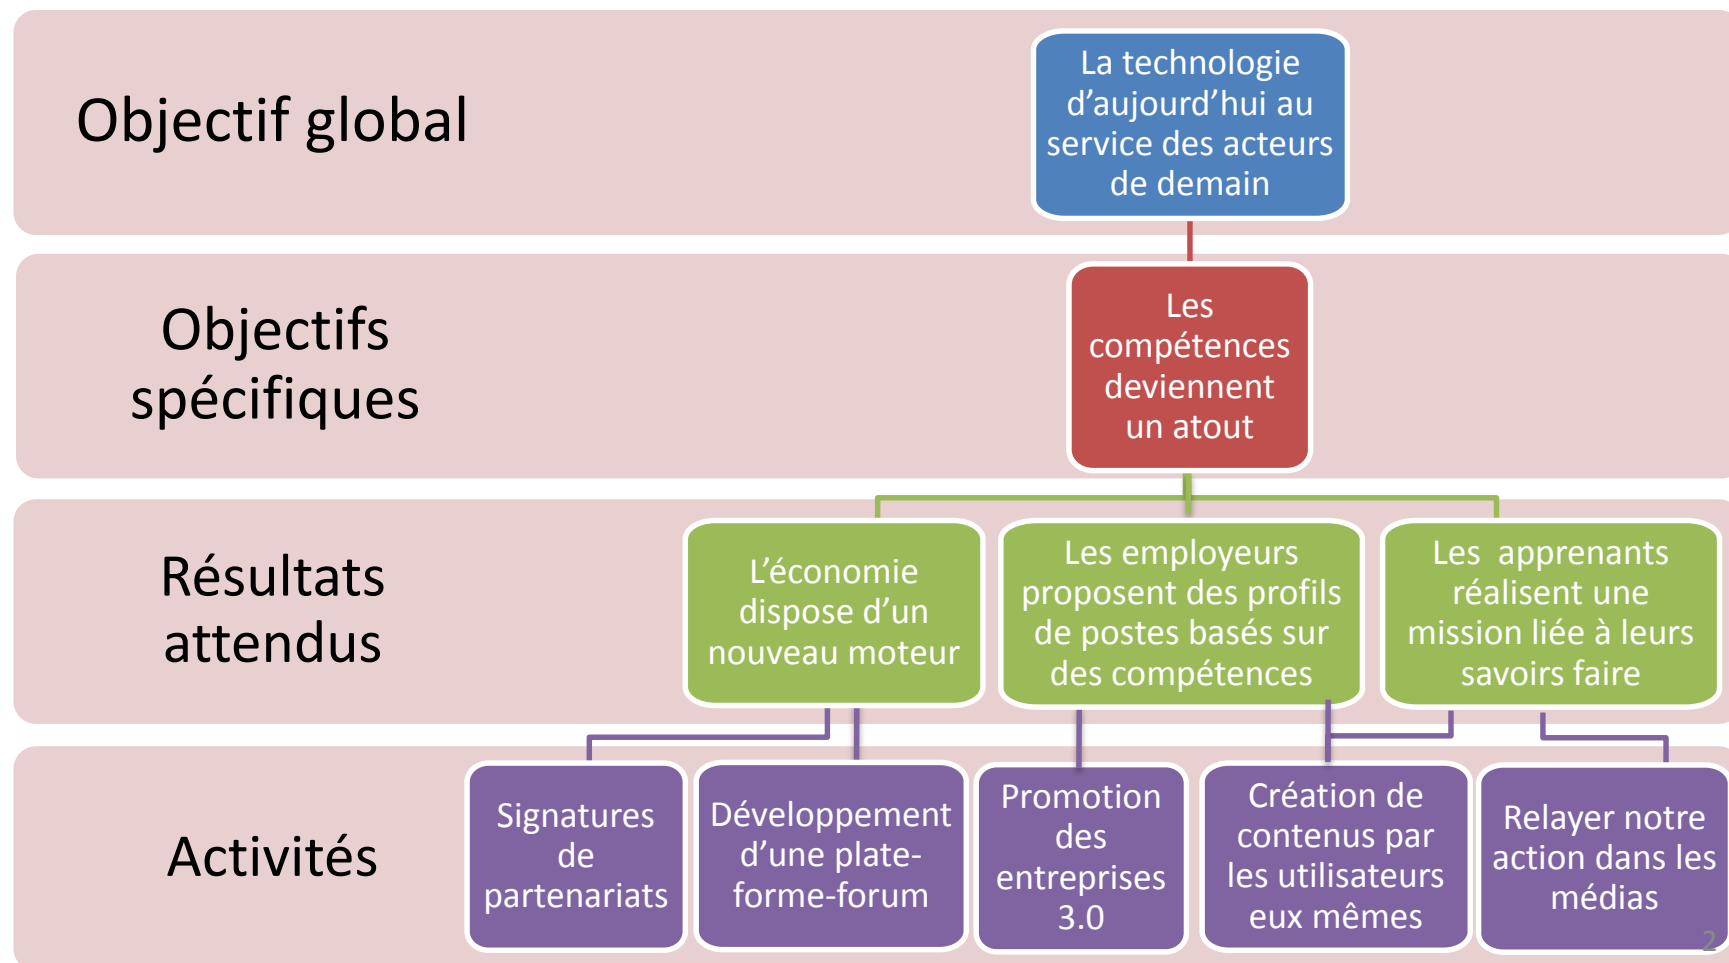 Objectif global
La technologie
d’aujourd’hui au
service des acteurs
de demain
Objectifs
spécifiques
Les
compétences
deviennent
un atout
Résultats
attendus
L’économie
dispose d’un
nouveau moteur
Les employeurs
proposent des profils
de postes basés sur
des compétences
Les  apprenants
réalisent une
mission liée à leurs
savoirs faire
Activités
Signatures
de
partenariats
Développement
d’une plate-
forme-forum
Promotion
des
entreprises
3.0
Création de
contenus par
les utilisateurs
eux mêmes
Relayer notre
action dans les
médias
2